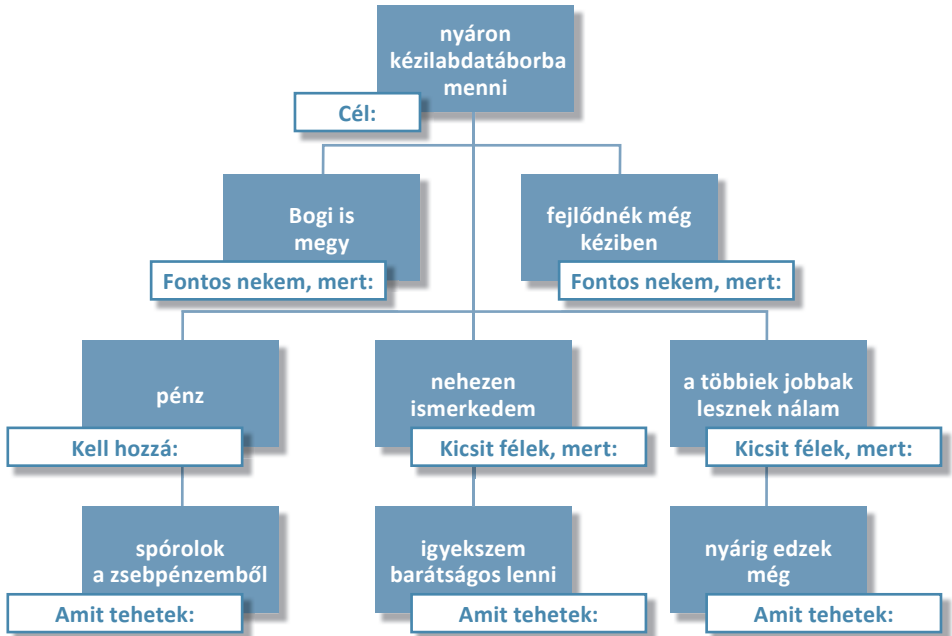 nyáron
kézilabdatáborba
menni
Cél:
Bogi is
megy
Fontos nekem, mert:
fejlődnék még
kéziben
Fontos nekem, mert:
pénz
Kell hozzá:
nehezen
ismerkedem
Kicsit félek, mert:
a többiek jobbak
lesznek nálam
Kicsit félek, mert:
spórolok
a zsebpénzemből
Amit tehetek:
igyekszem
barátságos lenni
Amit tehetek:
nyárig edzek
még
Amit tehetek: